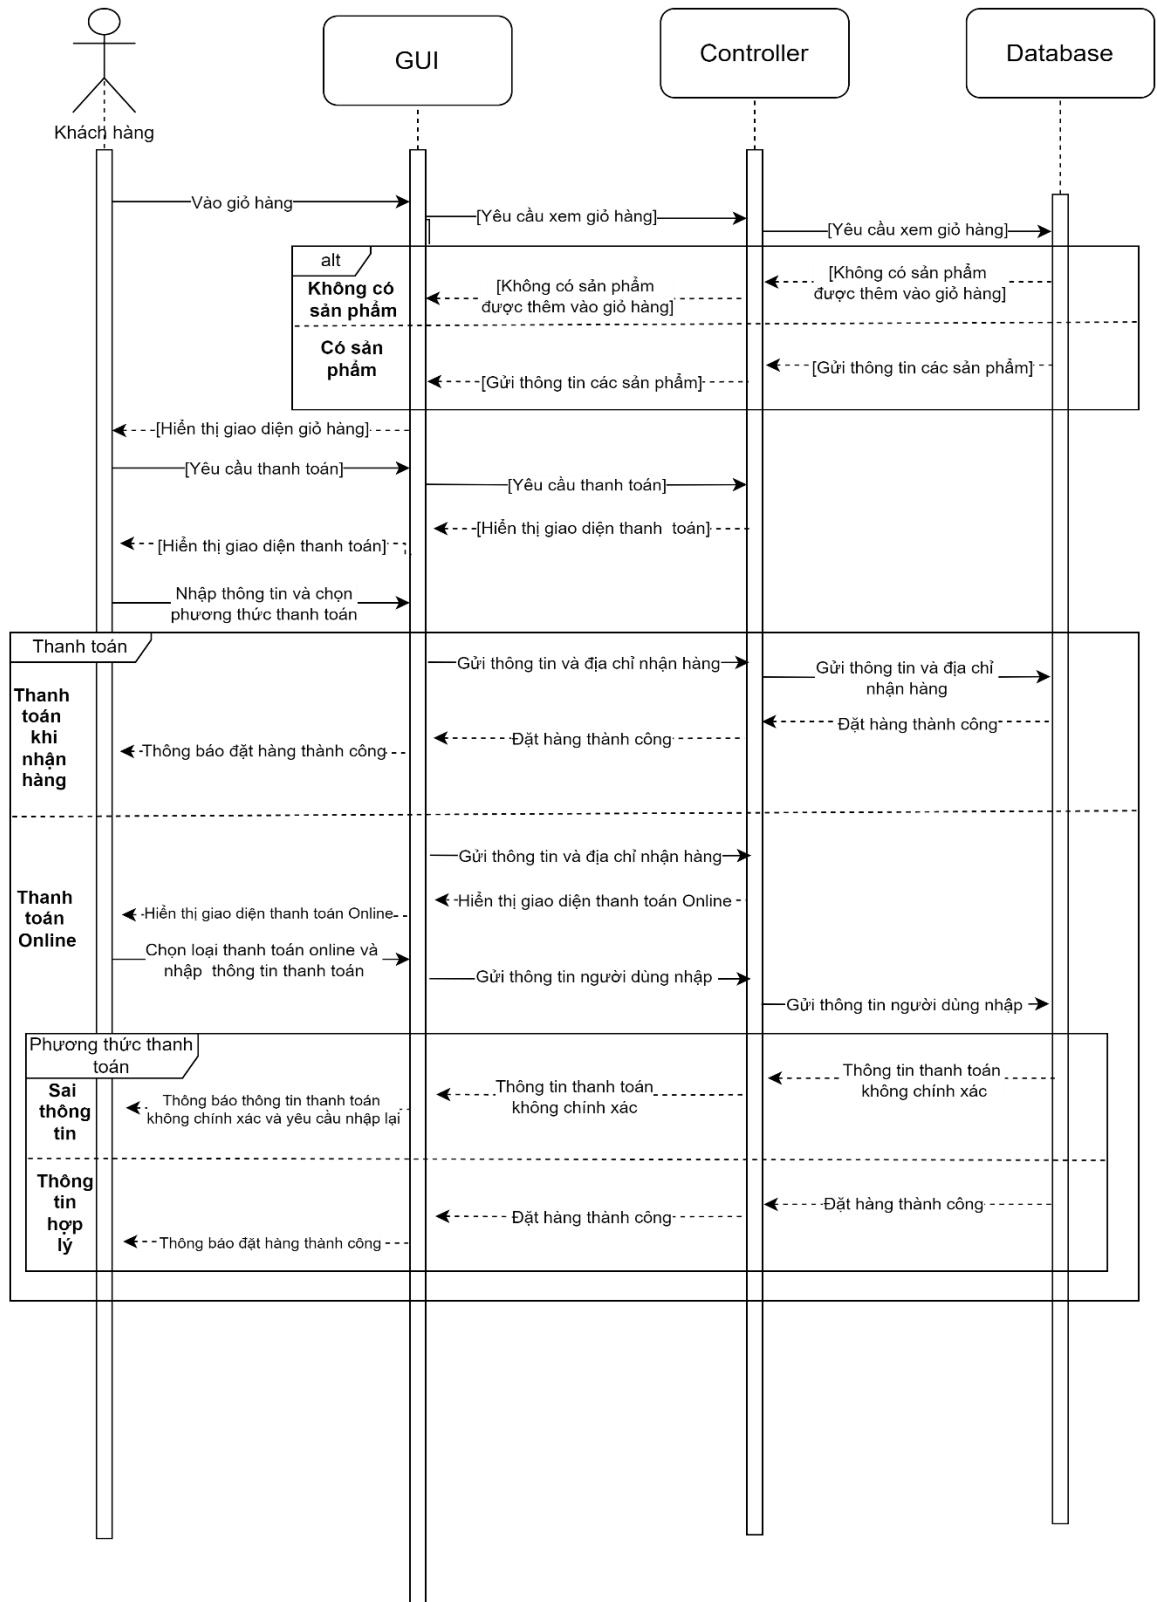 GUI
Controller
Database
Khách hàng
Vào giỏ hàng
[Yêu cầu xem giỏ hàng]
[Yêu cầu xem giỏ hàng]
alt
Không có
sản phẩm
[Không có sản phẩm
được thêm vào giỏ hàng]
[Không có sản phẩm
được thêm vào giỏ hàng]
Có sản
phẩm
[Gửi thông tin các sản phẩm]
[Gửi thông tin các sản phẩm]
[Hiển thị giao diện giỏ hàng]
[Yêu cầu thanh toán]
[Yêu cầu thanh toán]
[Hiển thị giao diện thanh toán]
[Hiển thị giao diện thanh toán]
Nhập thông tin và chọn
phương thức thanh toán
Thanh toán
Thanh
toán
khi
nhận
hàng
Gửi thông tin và địa chỉ nhận hàng
Gửi thông tin và địa chỉ
nhận hàng
Đặt hàng thành công
Đặt hàng thành công
Thông báo đặt hàng thành công
Thanh
toán
Online
Gửi thông tin và địa chỉ nhận hàng
Hiển thị giao diện thanh toán Online
Hiển thị giao diện thanh toán Online
Chọn loại thanh toán online và
nhập thông tin thanh toán
Gửi thông tin người dùng nhập
Gửi thông tin người dùng nhập
Phương thức thanh
toán
Sai
thông
tin
Thông tin thanh toán
không chính xác
Thông tin thanh toán
không chính xác
Thông báo thông tin thanh toán
không chính xác và yêu cầu nhập lại
Thông
tin
hợp
lý
Đặt hàng thành công
Đặt hàng thành công
Thông báo đặt hàng thành công